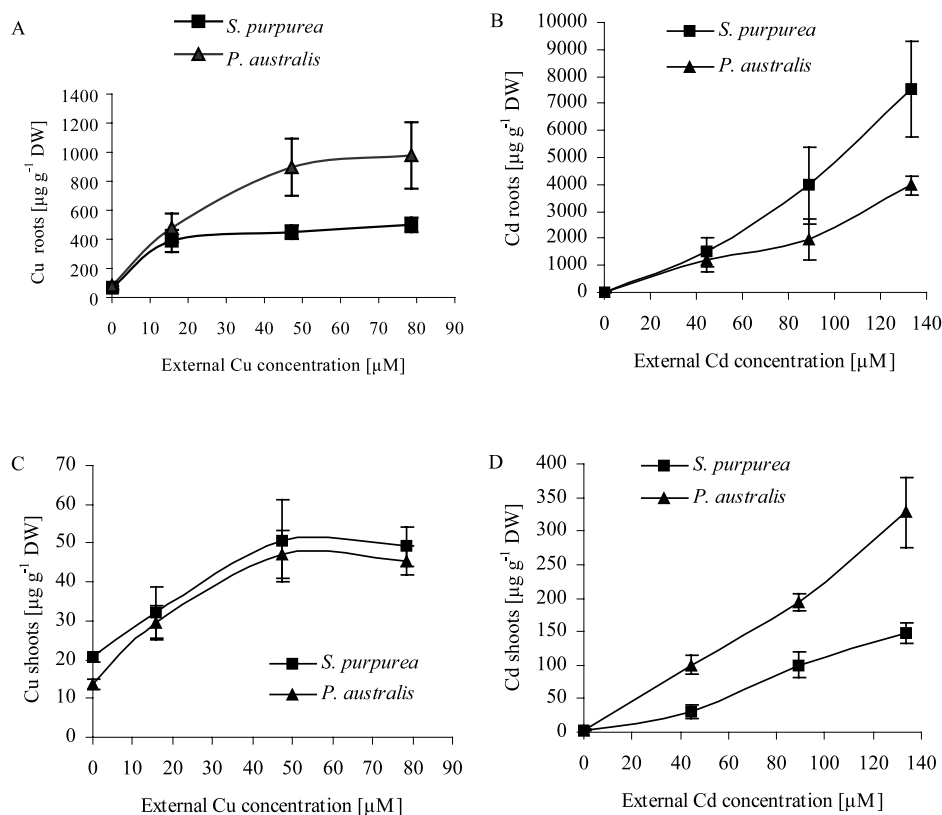 A
S. purpurea
P. australis
Cu roots [µg g⁻¹ DW]
1400
1200
1000
800
600
400
200
0
0 10 20 30 40 50 60 70 80 90
External Cu concentration [µM]
B
S. purpurea
P. australis
Cd roots [µg g⁻¹ DW]
10000
9000
8000
7000
6000
5000
4000
3000
2000
1000
0
0 20 40 60 80 100 120 140
External Cd concentration [µM]
C
Cu shoots [µg g⁻¹ DW]
70
60
50
40
30
20
10
0
S. purpurea
P. australis
0 10 20 30 40 50 60 70 80 90
External Cu concentration [µM]
D
S. purpurea
P. australis
Cd shoots [µg g⁻¹ DW]
400
350
300
250
200
150
100
50
0
0 20 40 60 80 100 120 140
External Cd concentration [µM]